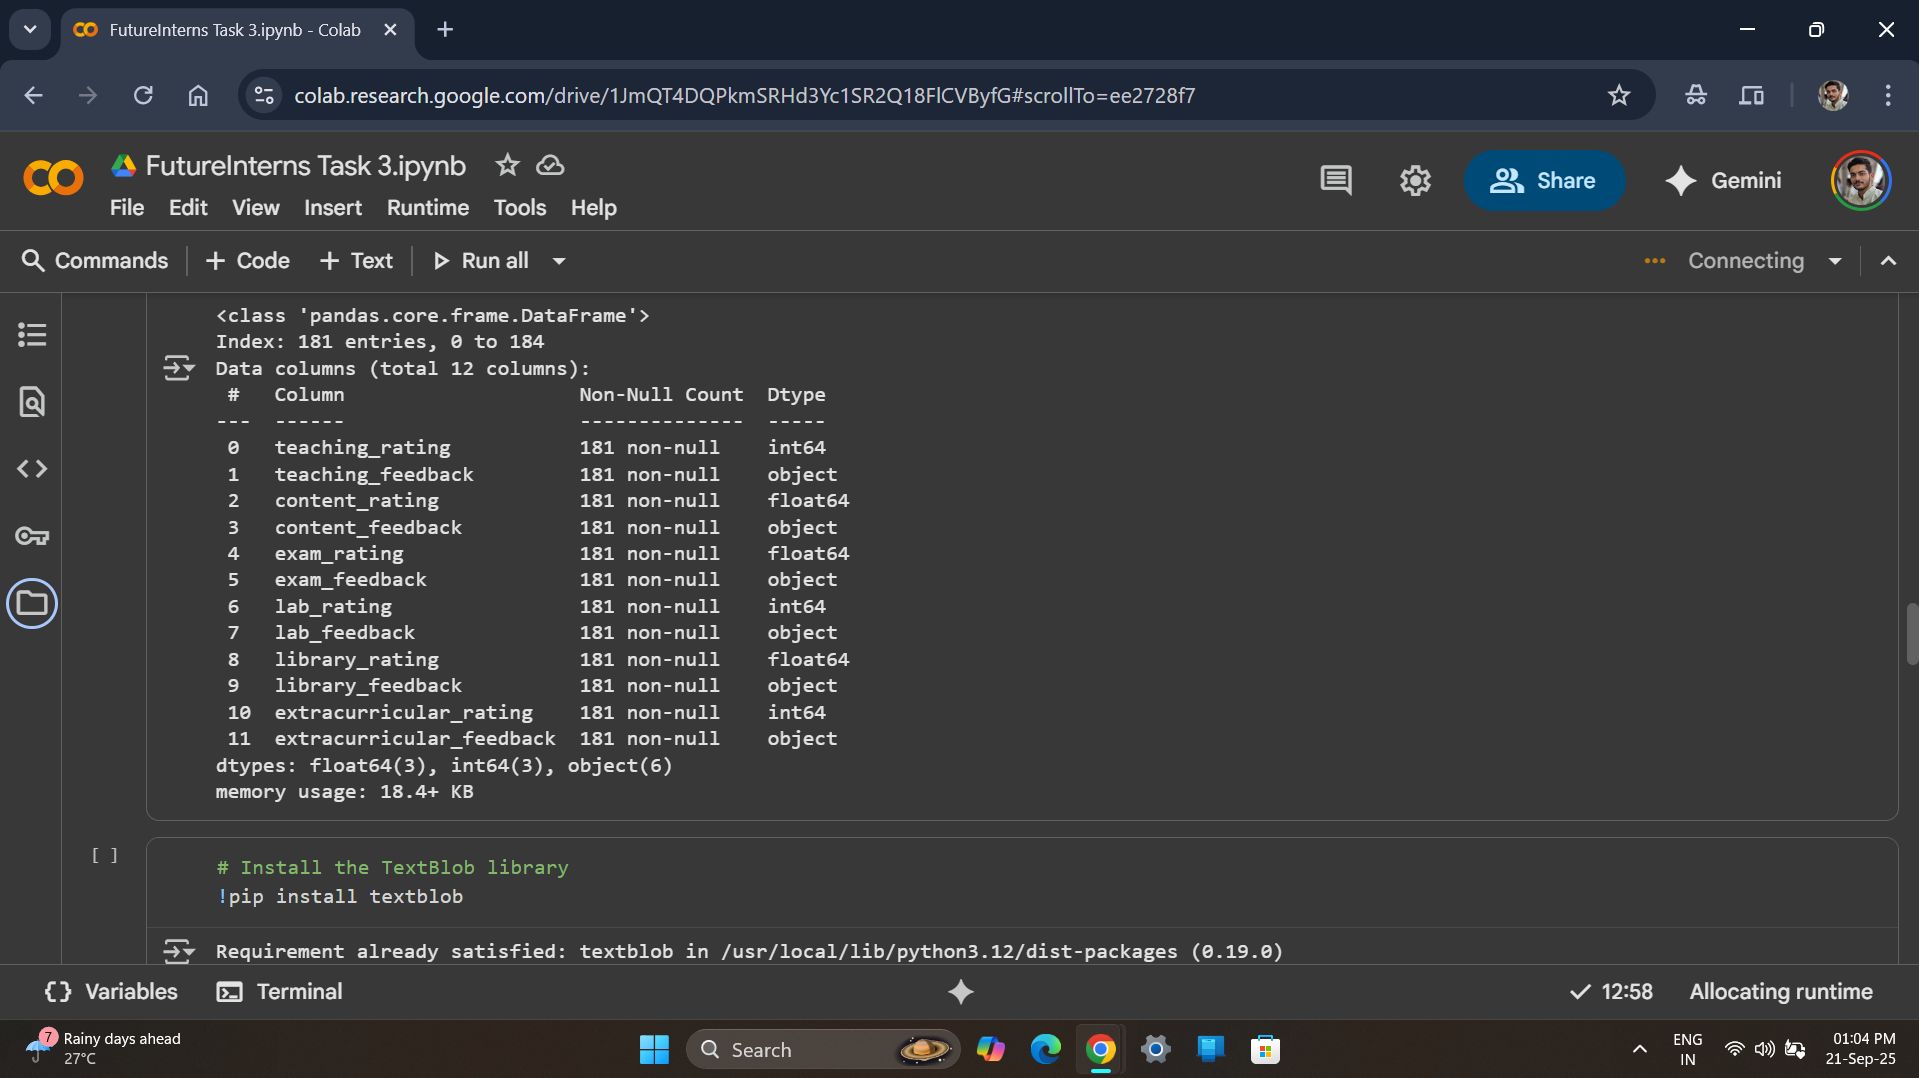 FutureInterns Task 3.ipynb - Colab
colab.research.google.com/drive/1JmQT4DQPkmSRHd3Yc1SR2Q18FlCVByfG#scrollTo=ee2728f7
FutureInterns Task 3.ipynb
Share
Gemini
File Edit View Insert Runtime Tools Help
Commands + Code + Text Run all
Connecting
<class 'pandas.core.frame.DataFrame'>
Index: 181 entries, 0 to 184
Data columns (total 12 columns):
# Column Non-Null Count Dtype
--- ------ -------------- -----
0 teaching_rating 181 non-null int64
1 teaching_feedback 181 non-null object
2 content_rating 181 non-null float64
3 content_feedback 181 non-null object
4 exam_rating 181 non-null float64
5 exam_feedback 181 non-null object
6 lab_rating 181 non-null int64
7 lab_feedback 181 non-null object
8 library_rating 181 non-null float64
9 library_feedback 181 non-null object
10 extracurricular_rating 181 non-null int64
11 extracurricular_feedback 181 non-null object
dtypes: float64(3), int64(3), object(6)
memory usage: 18.4+ KB
[ ]
# Install the TextBlob library
!pip install textblob
Requirement already satisfied: textblob in /usr/local/lib/python3.12/dist-packages (0.19.0)
{} Variables Terminal
12:58 Allocating runtime
7
Rainy days ahead
27°C
Search
ENG
IN
01:04 PM
21-Sep-25